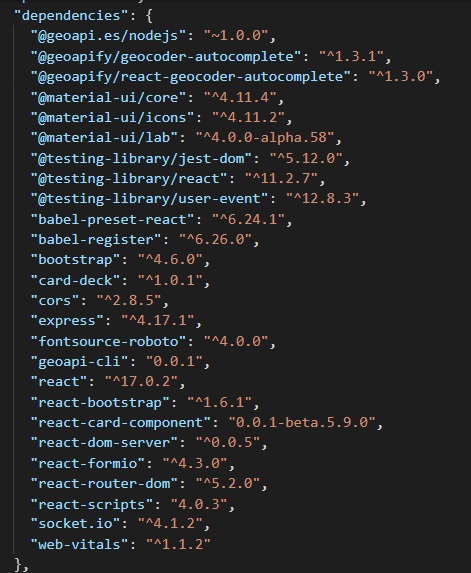 "dependencies": {
"@geoapi.es/nodejs": "~1.0.0",
"@geoapify/geocoder-autocomplete": "^1.3.1",
"@geoapify/react-geocoder-autocomplete": "^1.3.0",
"@material-ui/core": "^4.11.4",
"@material-ui/icons": "^4.11.2",
"@material-ui/lab": "^4.0.0-alpha.58",
"@testing-library/jest-dom": "^5.12.0",
"@testing-library/react": "^11.2.7",
"@testing-library/user-event": "^12.8.3",
"babel-preset-react": "^6.24.1",
"babel-register": "^6.26.0",
"bootstrap": "^4.6.0",
"card-deck": "^1.0.1",
"cors": "^2.8.5",
"express": "^4.17.1",
"fontsource-roboto": "^4.0.0",
"geoapi-cli": "0.0.1",
"react": "^17.0.2",
"react-bootstrap": "^1.6.1",
"react-card-component": "0.0.1-beta.5.9.0",
"react-dom-server": "^0.0.5",
"react-formio": "^4.3.0",
"react-router-dom": "^5.2.0",
"react-scripts": "4.0.3",
"socket.io": "^4.1.2",
"web-vitals": "^1.1.2"
},